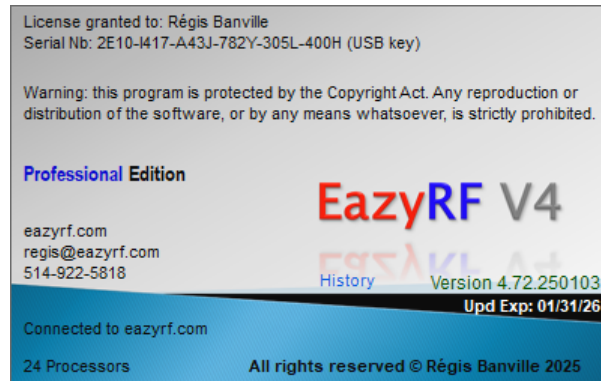 License granted to: Régis Banville
Serial Nb: 2E10-I417-A43J-782Y-305L-400H (USB key)
Warning: this program is protected by the Copyright Act. Any reproduction or
distribution of the software, or by any means whatsoever, is strictly prohibited.
Professional Edition
EazyRF V4
eazyrf.com
regis@eazyrf.com
514-922-5818
History
Version 4.72.250103
Upd Exp: 01/31/26
Connected to eazyrf.com
24 Processors
All rights reserved © Régis Banville 2025